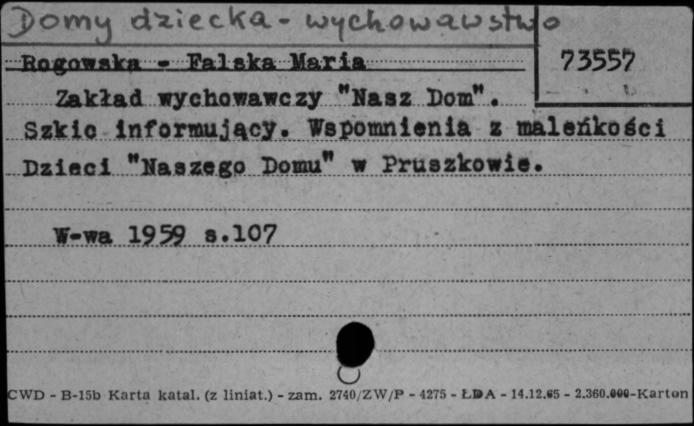 Domy dziecka - wychowawstwo
Rogowska - Falska Maria
73557
Zakład wychowawczy "Nasz Dom".
Szkic informujący. Wspomnienia z maleńkości
Dzieci "Naszego Domu" w Pruszkowie.
W-wa 1959 s.107
CWD - B-15b Karta katal. (z liniat.) - zam. 2740/ZW/P - 4275 - ŁDA - 14.12.65 - 2.360.000-Karton